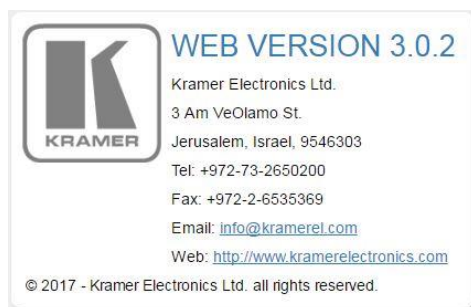 WEB VERSION 3.0.2
KRAMER
Kramer Electronics Ltd.
3 Am VeOlamo St.
Jerusalem, Israel, 9546303
Tel: +972-73-2650200
Fax: +972-2-6535369
Email: info@kramerel.com
Web: http://www.kramerelectronics.com
© 2017 - Kramer Electronics Ltd. all rights reserved.